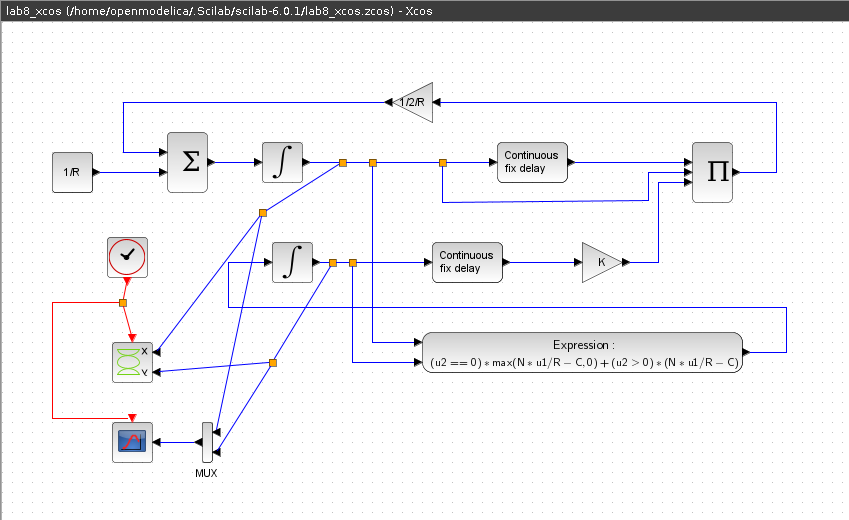 lab8_xcos (/home/openmodelica/.Scilab/scilab-6.0.1/lab8_xcos.zcos) - Xcos
1/2/R
1/R
Σ
∫
Continuous
fix delay
Π
∫
Continuous
fix delay
K
X
Y
Expression :
(u2 == 0) * max(N * u1/R − C, 0) + (u2 > 0) * (N * u1/R − C)
MUX